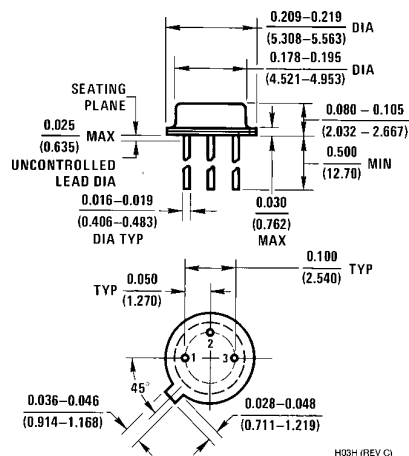 0.209–0.219 DIA
(5.308–5.563)
0.178–0.195 DIA
(4.521–4.953)
SEATING
PLANE
0.025 MAX
(0.635)
UNCONTROLLED
LEAD DIA
0.080 – 0.105
(2.032 – 2.667)
0.500 MIN
(12.70)
0.016–0.019
(0.406–0.483)
DIA TYP
0.030
(0.762)
MAX
0.100 TYP
(2.540)
TYP 0.050
(1.270)
2
1
3
45°
0.036–0.046
(0.914–1.168)
0.028–0.048
(0.711–1.219)
H03H (REV C)